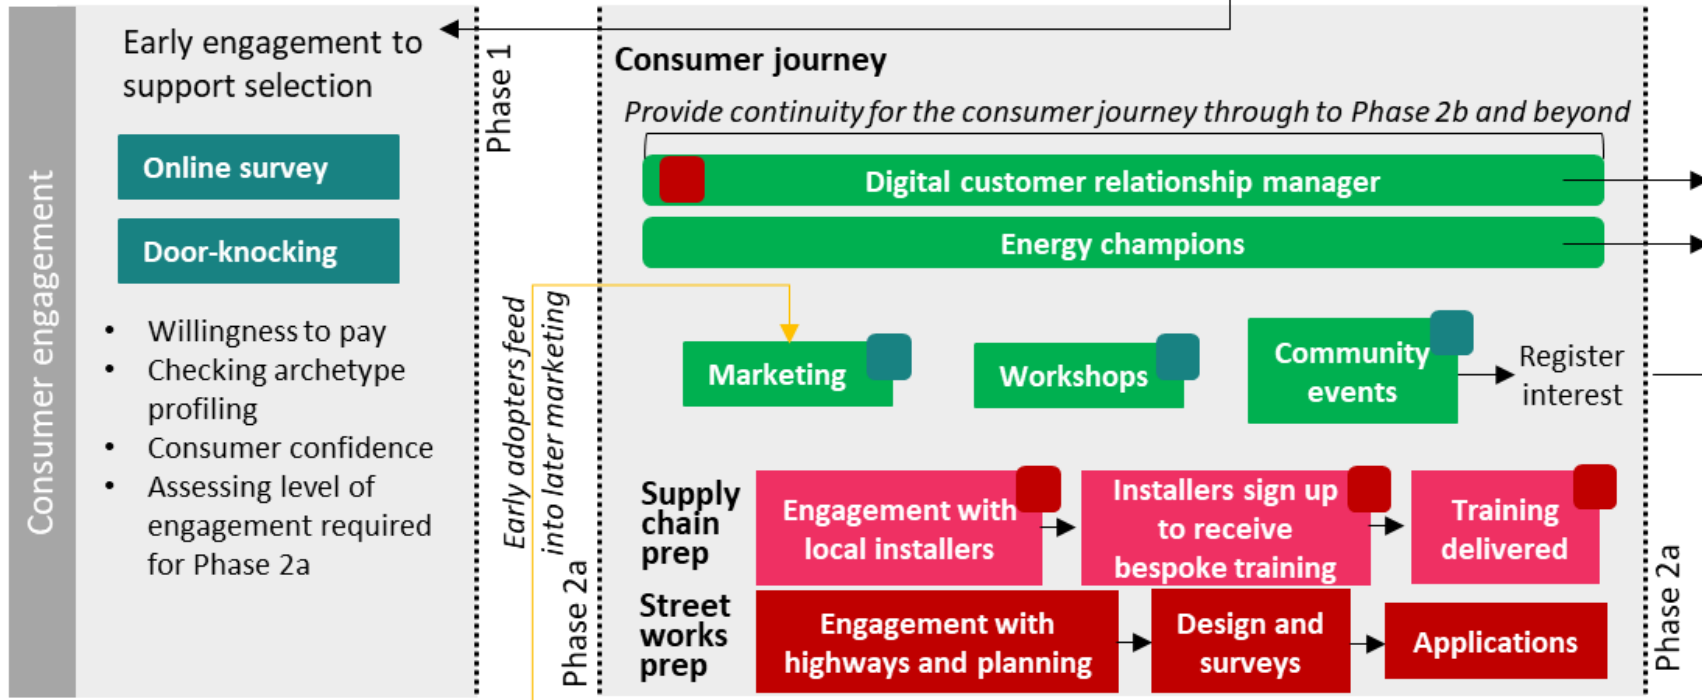 Consumer engagement
Early engagement to
support selection
Online survey
Door-knocking
• Willingness to pay
• Checking archetype
profiling
• Consumer confidence
• Assessing level of
engagement required
for Phase 2a
Phase 1
Early adopters feed
into later marketing
Phase 2a
Consumer journey
Provide continuity for the consumer journey through to Phase 2b and beyond
Digital customer relationship manager
Energy champions
Marketing
Workshops
Community
events
Register
interest
Supply
chain
prep
Engagement with
local installers
Installers sign up
to receive
bespoke training
Training
delivered
Street
works
prep
Engagement with
highways and planning
Design and
surveys
Applications
Phase 2a